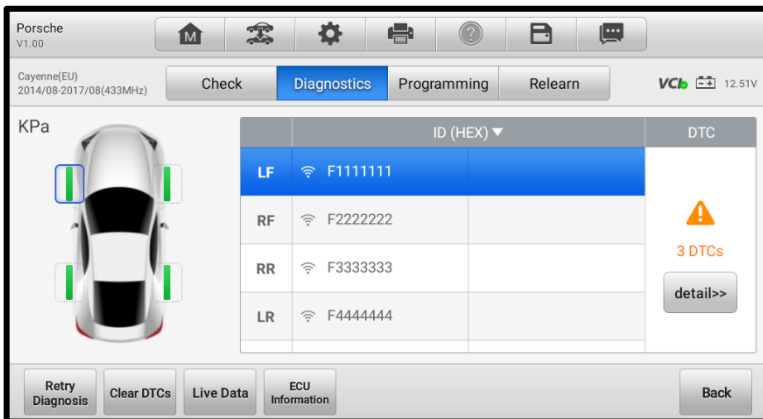 Porsche
V1.00
M
?
Cayenne(EU)
2014/08-2017/08(433MHz)
Check
Diagnostics
Programming
Relearn
VCb
12.51V
KPa
ID (HEX) ▼
DTC
LF F1111111
RF F2222222
RR F3333333
LR F4444444
3 DTCs
detail>>
Retry
Diagnosis
Clear DTCs
Live Data
ECU
Information
Back